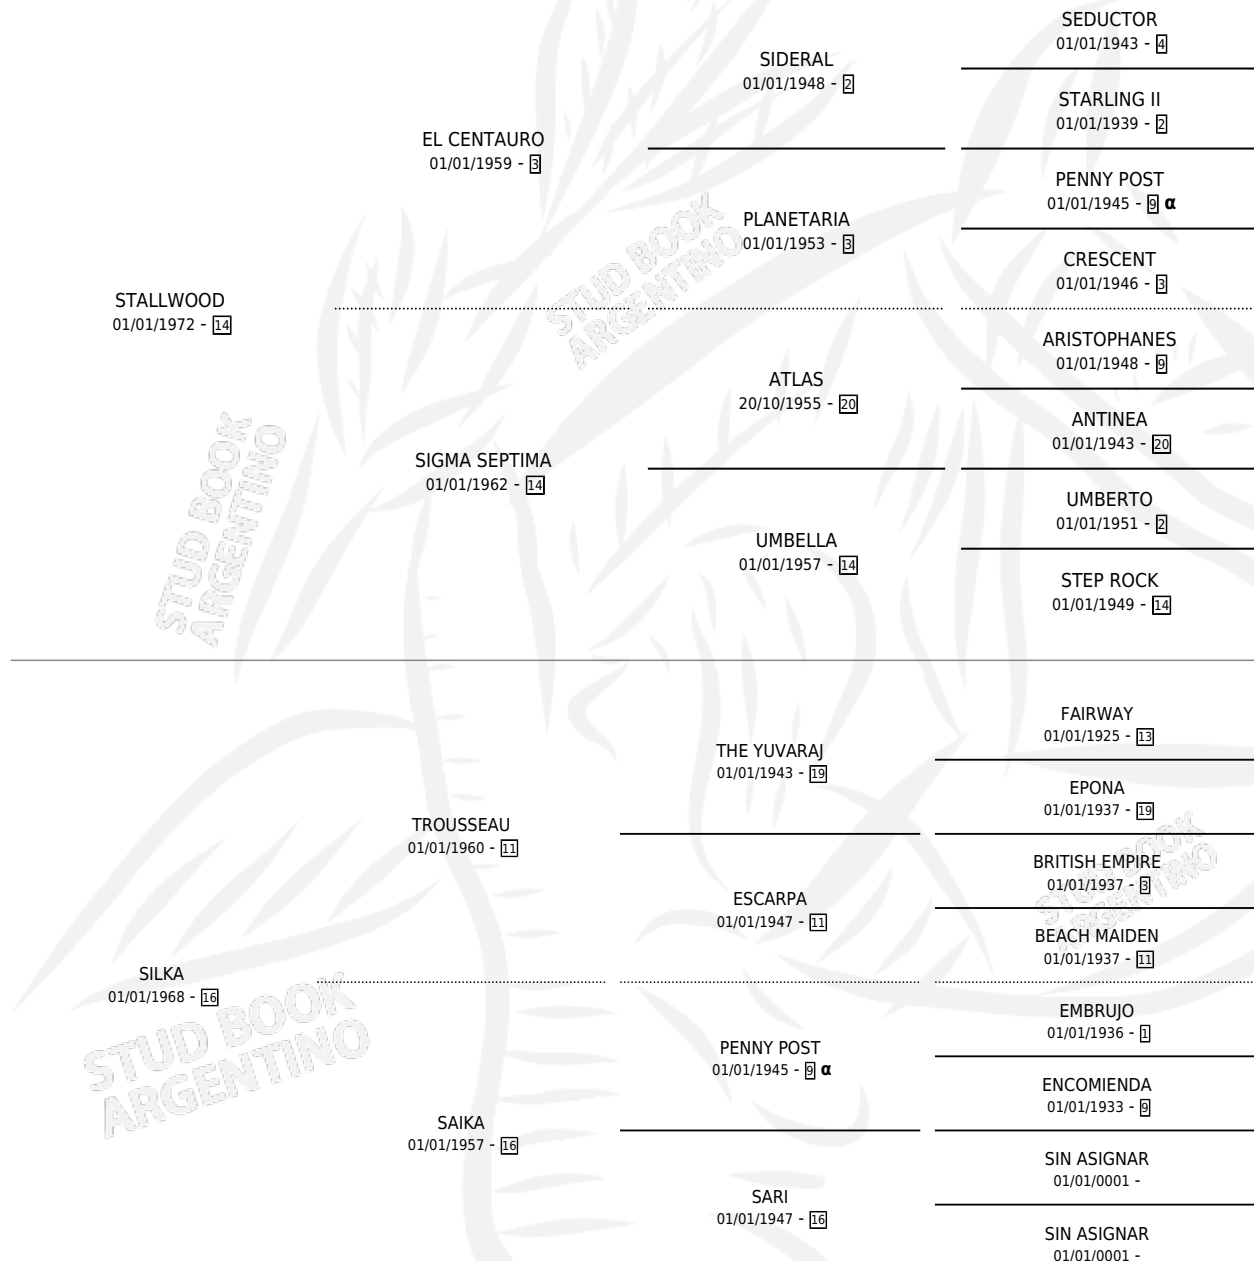 SEDUCTOR
01/01/1943 - 4
SIDERAL
01/01/1948 - 2
STARLING II
01/01/1939 - 2
EL CENTAURO
01/01/1959 - 3
PENNY POST
01/01/1945 - 9 α
PLANETARIA
01/01/1953 - 3
CRESCENT
01/01/1946 - 3
STALLWOOD
01/01/1972 - 14
ARISTOPHANES
01/01/1948 - 9
ATLAS
20/10/1955 - 20
ANTINEA
01/01/1943 - 20
SIGMA SEPTIMA
01/01/1962 - 14
UMBERTO
01/01/1951 - 2
UMBELLA
01/01/1957 - 14
STEP ROCK
01/01/1949 - 14
FAIRWAY
01/01/1925 - 13
THE YUVARAJ
01/01/1943 - 19
EPONA
01/01/1937 - 19
TROUSSEAU
01/01/1960 - 11
BRITISH EMPIRE
01/01/1937 - 3
ESCARPA
01/01/1947 - 11
BEACH MAIDEN
01/01/1937 - 11
SILKA
01/01/1968 - 16
EMBRUJO
01/01/1936 - 1
PENNY POST
01/01/1945 - 9 α
ENCOMIENDA
01/01/1933 - 9
SAIKA
01/01/1957 - 16
SIN ASIGNAR
01/01/0001 -
SARI
01/01/1947 - 16
SIN ASIGNAR
01/01/0001 -
STUD BOOK
ARGENTINO
STUD BOOK
ARGENTINO
STUD BOOK
ARGENTINO
STUD BOOK
ARGENTINO